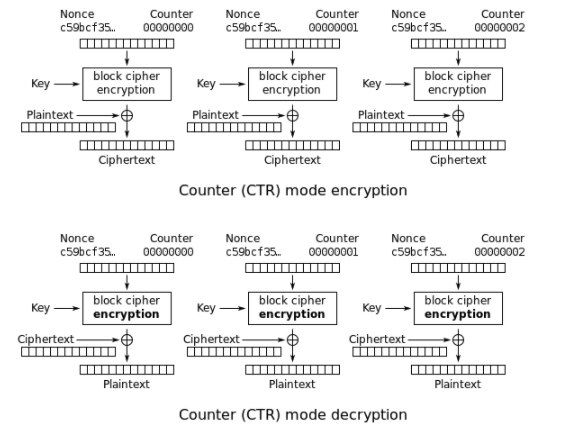 Nonce Counter Nonce Counter Nonce Counter
c59bcf35… 00000000 c59bcf35… 00000001 c59bcf35… 00000002
block cipher block cipher block cipher
Key encryption Key encryption Key encryption
Plaintext Plaintext Plaintext
Ciphertext Ciphertext Ciphertext
Counter (CTR) mode encryption
Nonce Counter Nonce Counter Nonce Counter
c59bcf35… 00000000 c59bcf35… 00000001 c59bcf35… 00000002
block cipher block cipher block cipher
Key encryption Key encryption Key encryption
Ciphertext Ciphertext Ciphertext
Plaintext Plaintext Plaintext
Counter (CTR) mode decryption